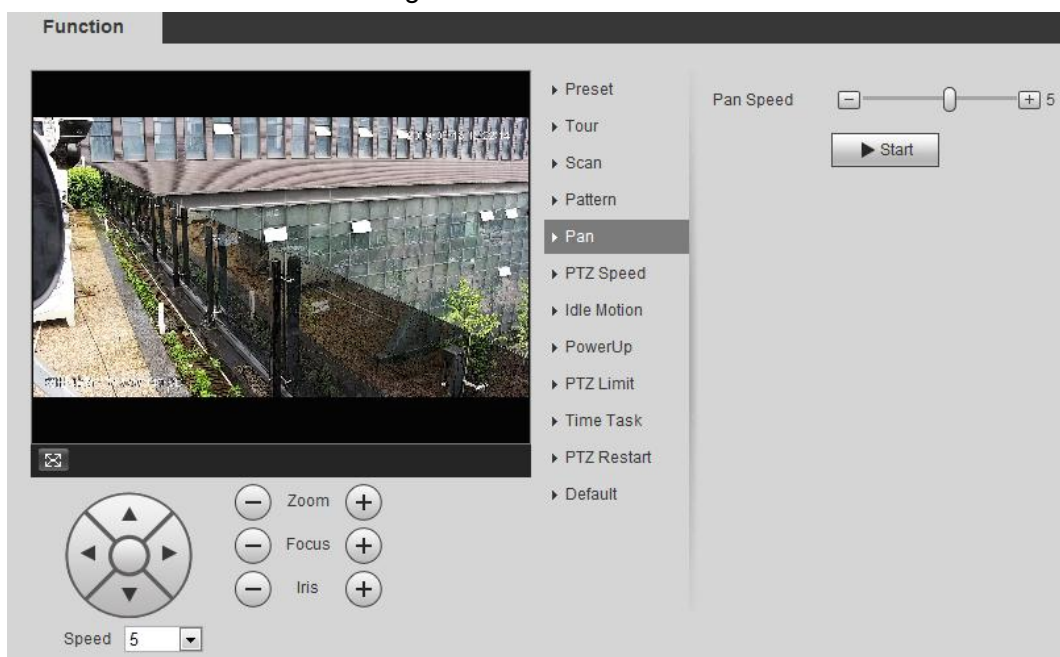 Function
Preset
Tour
Scan
Pattern
Pan
PTZ Speed
Idle Motion
PowerUp
PTZ Limit
Time Task
PTZ Restart
Default
Pan Speed
5
Start
Zoom
Focus
Iris
Speed 5